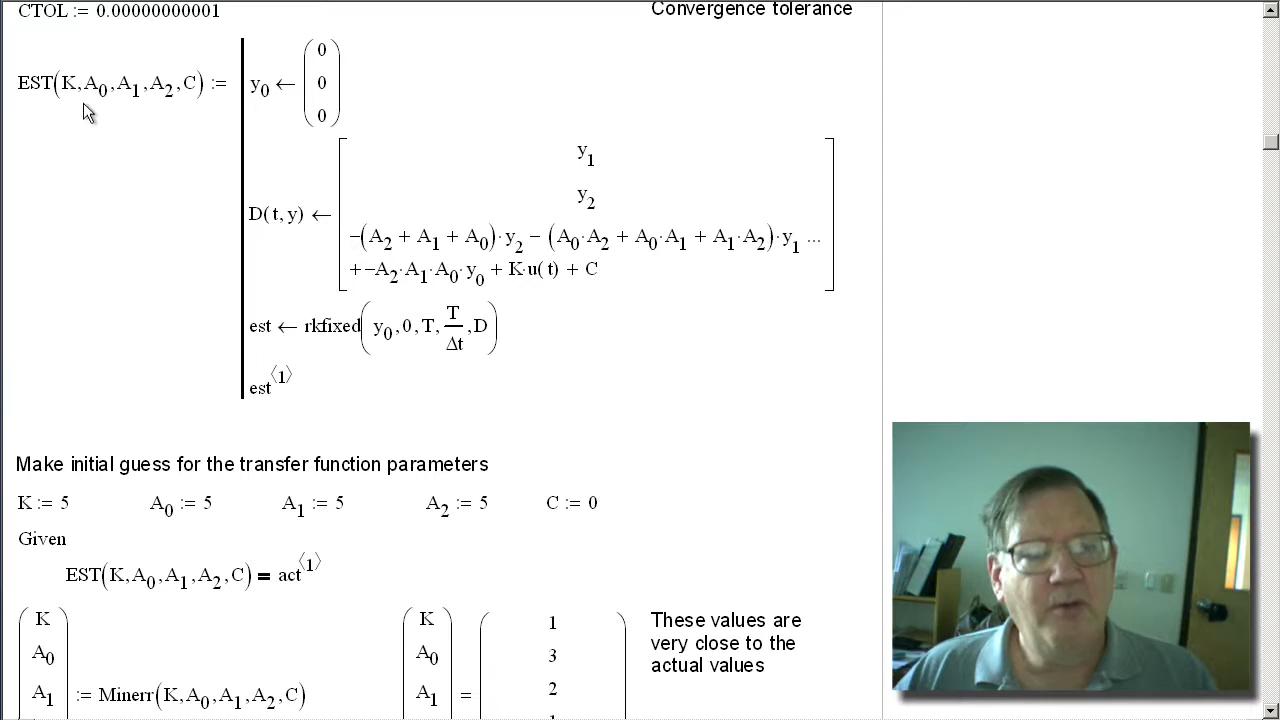 CTOL := 0.00000000001 Convergence tolerance
EST(K,A₀,A₁,A₂,C) := y₀ ← (0 0 0)
D(t,y) ← [ y₁
y₂
-(A₂ + A₁ + A₀)·y₂ − (A₀·A₂ + A₀·A₁ + A₁·A₂)·y₁ ...
+-A₂·A₁·A₀·y₀ + K·u(t) + C ]
est ← rkfixed(y₀,0,T,T/Δt,D)
est⟨1⟩
Make initial guess for the transfer function parameters
K := 5 A₀ := 5 A₁ := 5 A₂ := 5 C := 0
Given
EST(K,A₀,A₁,A₂,C) = act⟨1⟩
K K 1 These values are
A₀ A₀ 3 very close to the
actual values
A₁ := Minerr(K,A₀,A₁,A₂,C) A₁ = 2